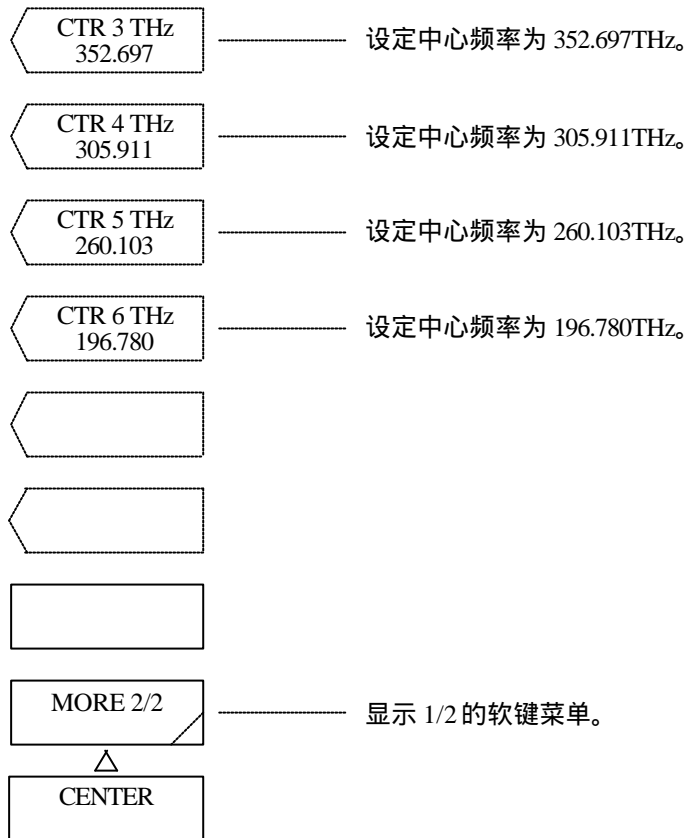 CTR 3 THz
352.697
设定中心频率为 352.697THz。
CTR 4 THz
305.911
设定中心频率为 305.911THz。
CTR 5 THz
260.103
设定中心频率为 260.103THz。
CTR 6 THz
196.780
设定中心频率为 196.780THz。
MORE 2/2
显示 1/2 的软键菜单。
CENTER